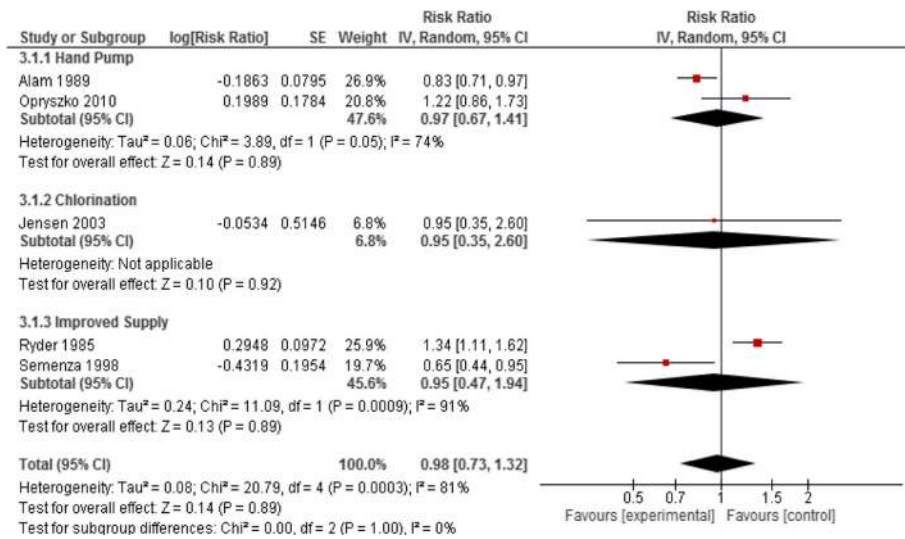 Risk Ratio Risk Ratio
Study or Subgroup log[Risk Ratio] SE Weight IV, Random, 95% CI IV, Random, 95% CI
3.1.1 Hand Pump
Alam 1989 -0.1863 0.0795 26.9% 0.83 [0.71, 0.97]
Opryszko 2010 0.1989 0.1784 20.8% 1.22 [0.86, 1.73]
Subtotal (95% CI) 47.6% 0.97 [0.67, 1.41]
Heterogeneity: Tau² = 0.06; Chi² = 3.89, df = 1 (P = 0.05); I² = 74%
Test for overall effect: Z = 0.14 (P = 0.89)
3.1.2 Chlorination
Jensen 2003 -0.0534 0.5146 6.8% 0.95 [0.35, 2.60]
Subtotal (95% CI) 6.8% 0.95 [0.35, 2.60]
Heterogeneity: Not applicable
Test for overall effect: Z = 0.10 (P = 0.92)
3.1.3 Improved Supply
Ryder 1985 0.2948 0.0972 25.9% 1.34 [1.11, 1.62]
Semenza 1998 -0.4319 0.1954 19.7% 0.65 [0.44, 0.95]
Subtotal (95% CI) 45.6% 0.95 [0.47, 1.94]
Heterogeneity: Tau² = 0.24; Chi² = 11.09, df = 1 (P = 0.0009); I² = 91%
Test for overall effect: Z = 0.13 (P = 0.89)
Total (95% CI) 100.0% 0.98 [0.73, 1.32]
Heterogeneity: Tau² = 0.08; Chi² = 20.79, df = 4 (P = 0.0003); I² = 81%
Test for overall effect: Z = 0.14 (P = 0.89)
Test for subgroup differences: Chi² = 0.00, df = 2 (P = 1.00), I² = 0%
0.5 0.7 1 1.5 2
Favours [experimental] Favours [control]